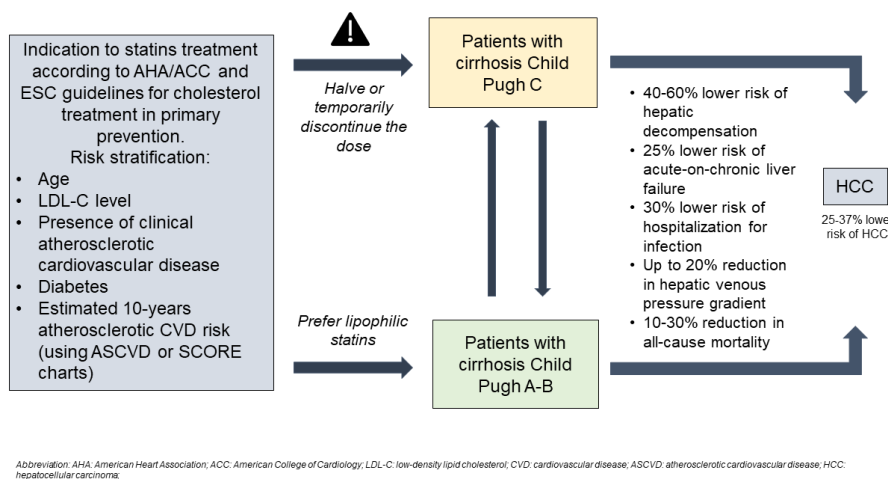 Indication to statins treatment
according to AHA/ACC and
ESC guidelines for cholesterol
treatment in primary
prevention.
Risk stratification:
• Age
• LDL-C level
• Presence of clinical
atherosclerotic
cardiovascular disease
• Diabetes
• Estimated 10-years
atherosclerotic CVD risk
(using ASCVD or SCORE
charts)
Halve or
temporarily
discontinue the
dose
Prefer lipophilic
statins
Patients with
cirrhosis Child
Pugh C
Patients with
cirrhosis Child
Pugh A-B
• 40-60% lower risk of
hepatic
decompensation
• 25% lower risk of
acute-on-chronic liver
failure
• 30% lower risk of
hospitalization for
infection
• Up to 20% reduction
in hepatic venous
pressure gradient
• 10-30% reduction in
all-cause mortality
HCC
25-37% lowe
risk of HCC
Abbreviation: AHA: American Heart Association; ACC: American College of Cardiology; LDL-C: low-density lipid cholesterol; CVD: cardiovascular disease; ASCVD: atherosclerotic cardiovascular disease; HCC:
hepatocellular carcinoma;